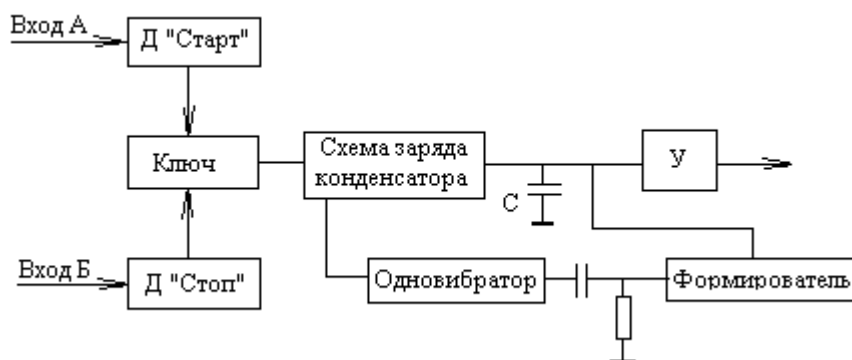 Вход А
Д "Старт"
Ключ
Схема заряда
конденсатора
У
С
Вход Б
Д "Стоп"
Одновибратор
Формирователь